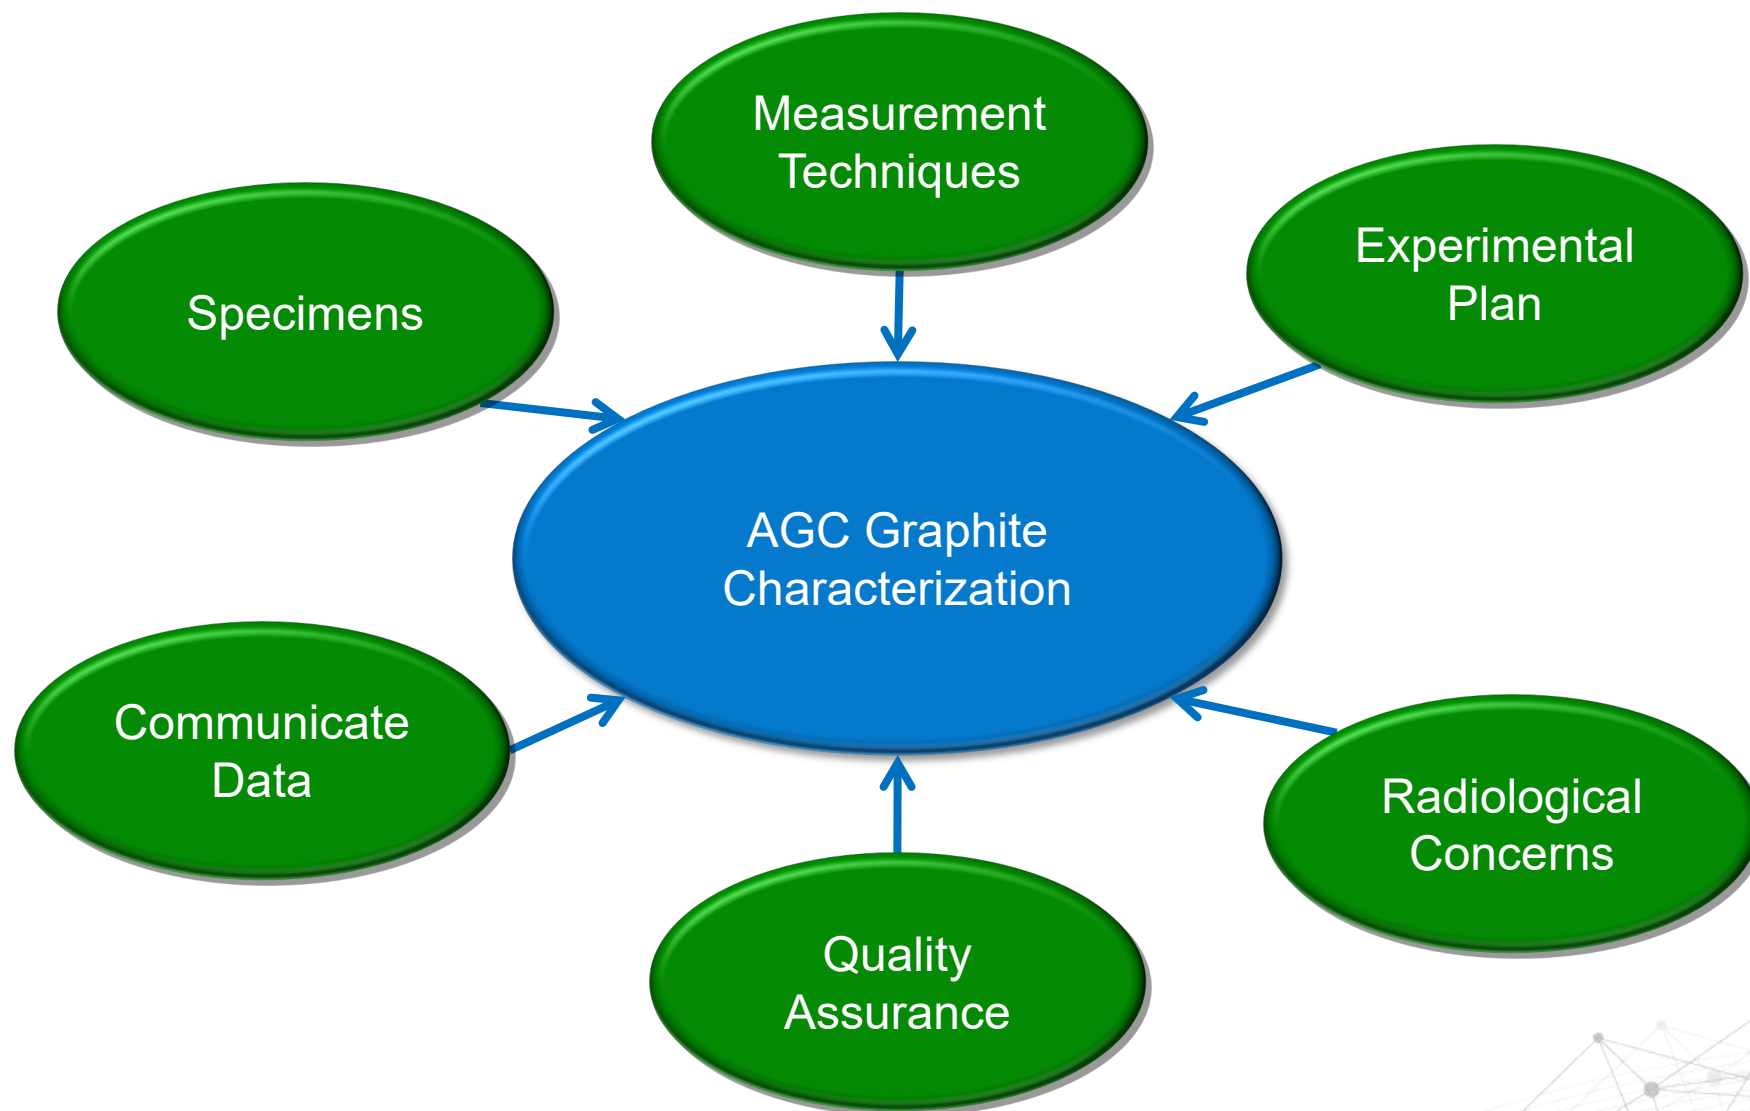 Measurement
Techniques
Experimental
Plan
Specimens
AGC Graphite
Characterization
Communicate
Data
Radiological
Concerns
Quality
Assurance